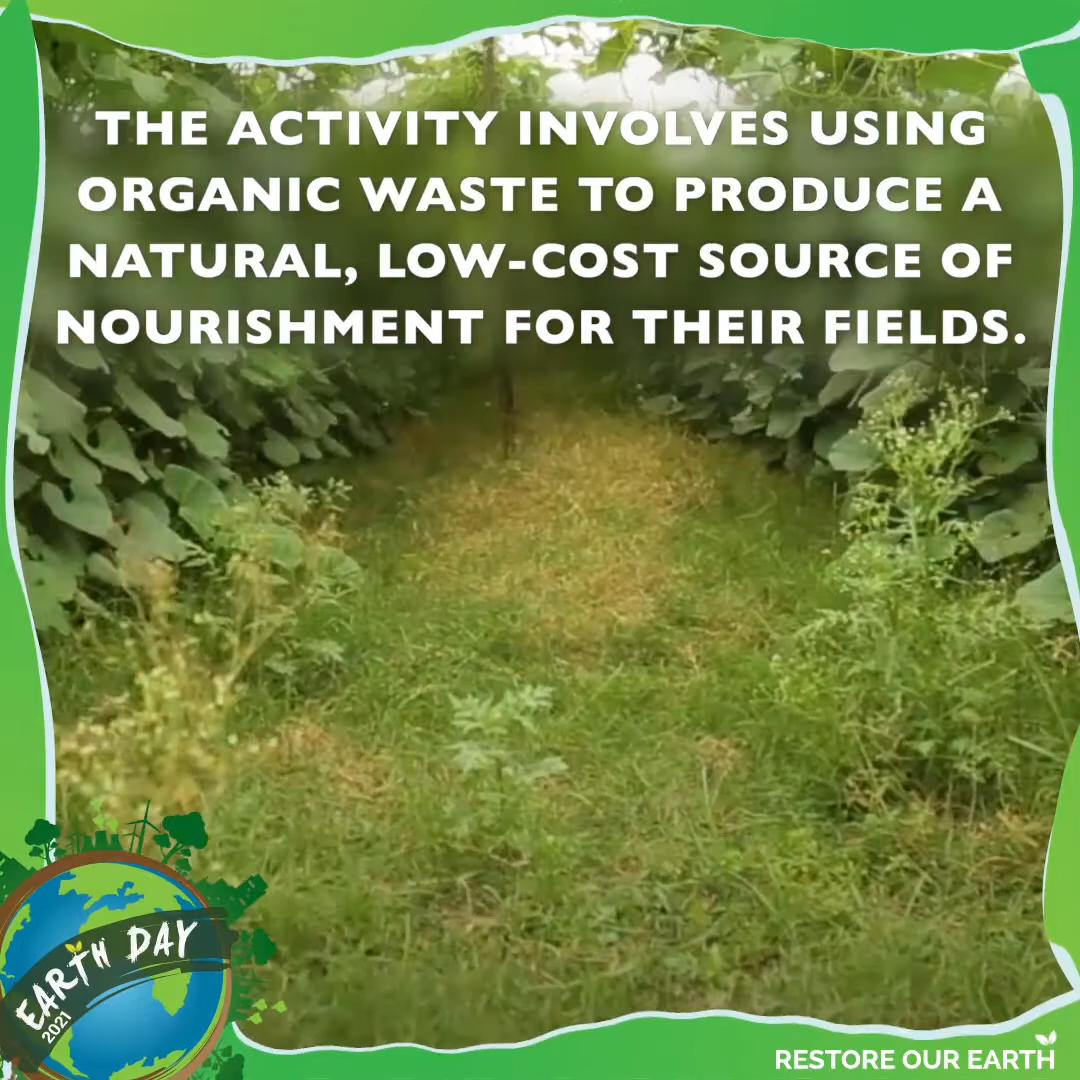 THE ACTIVITY INVOLVES USING
ORGANIC WASTE TO PRODUCE A
NATURAL, LOW-COST SOURCE OF
NOURISHMENT FOR THEIR FIELDS.
EARTH DAY
2021
RESTORE OUR EARTH